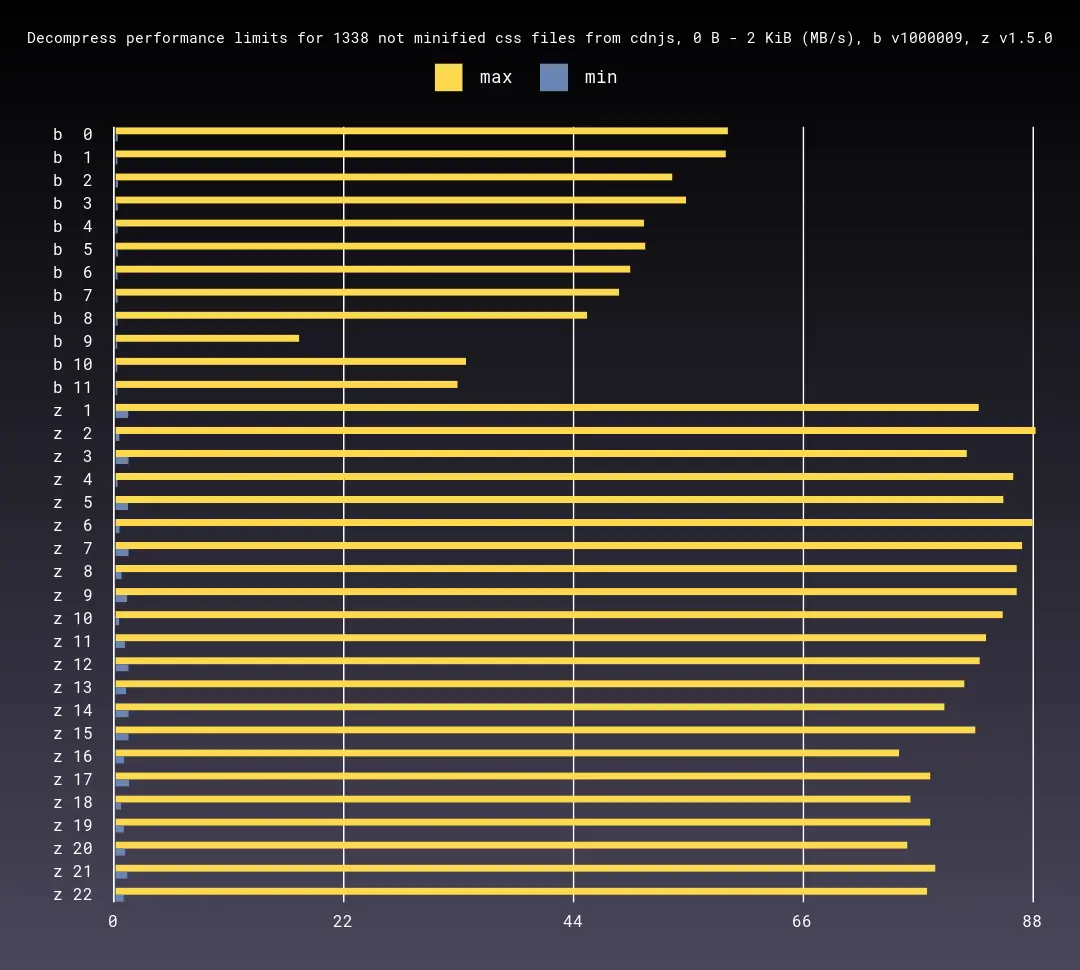 Decompress performance limits for 1338 not minified css files from cdnjs, 0 B - 2 KiB (MB/s), b v1000009, z v1.5.0
max min
b 0
b 1
b 2
b 3
b 4
b 5
b 6
b 7
b 8
b 9
b 10
b 11
z 1
z 2
z 3
z 4
z 5
z 6
z 7
z 8
z 9
z 10
z 11
z 12
z 13
z 14
z 15
z 16
z 17
z 18
z 19
z 20
z 21
z 22
0 22 44 66 88